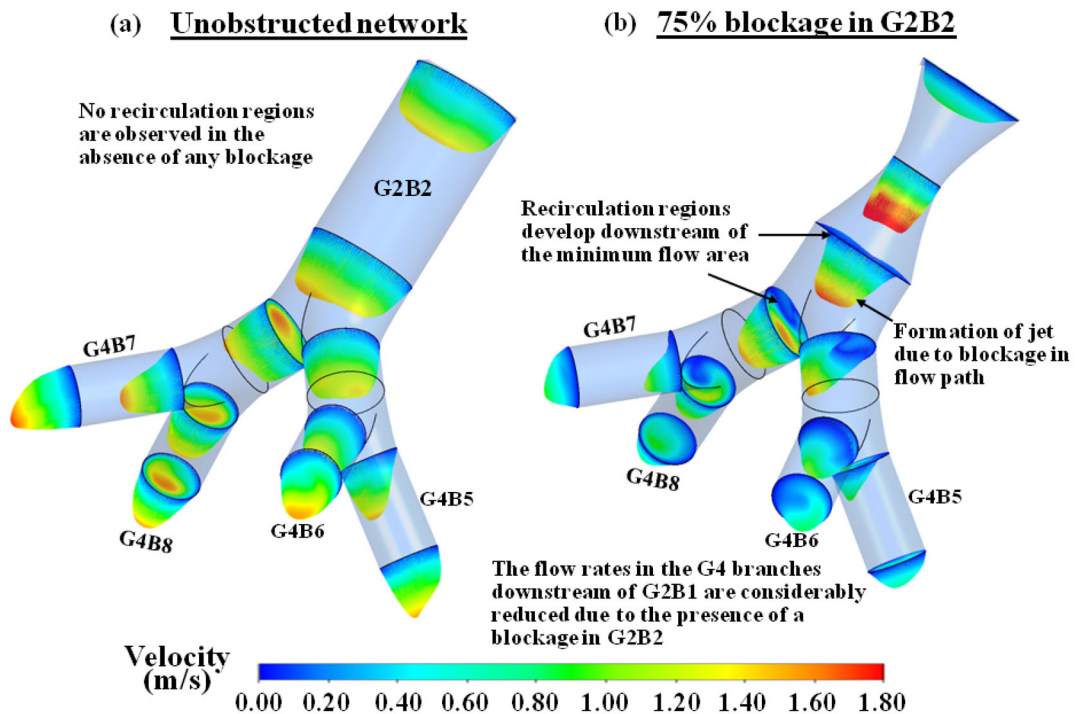 (a) Unobstructed network
(b) 75% blockage in G2B2
No recirculation regions
are observed in the
absence of any blockage
G2B2
Recirculation regions
develop downstream of
the minimum flow area
Formation of jet
due to blockage in
flow path
G4B7
G4B8
G4B6
G4B5
G4B7
G4B8
G4B6
G4B5
The flow rates in the G4 branches
downstream of G2B1 are considerably
reduced due to the presence of a
blockage in G2B2
Velocity
(m/s)
0.00 0.20 0.40 0.60 0.80 1.00 1.20 1.40 1.60 1.80